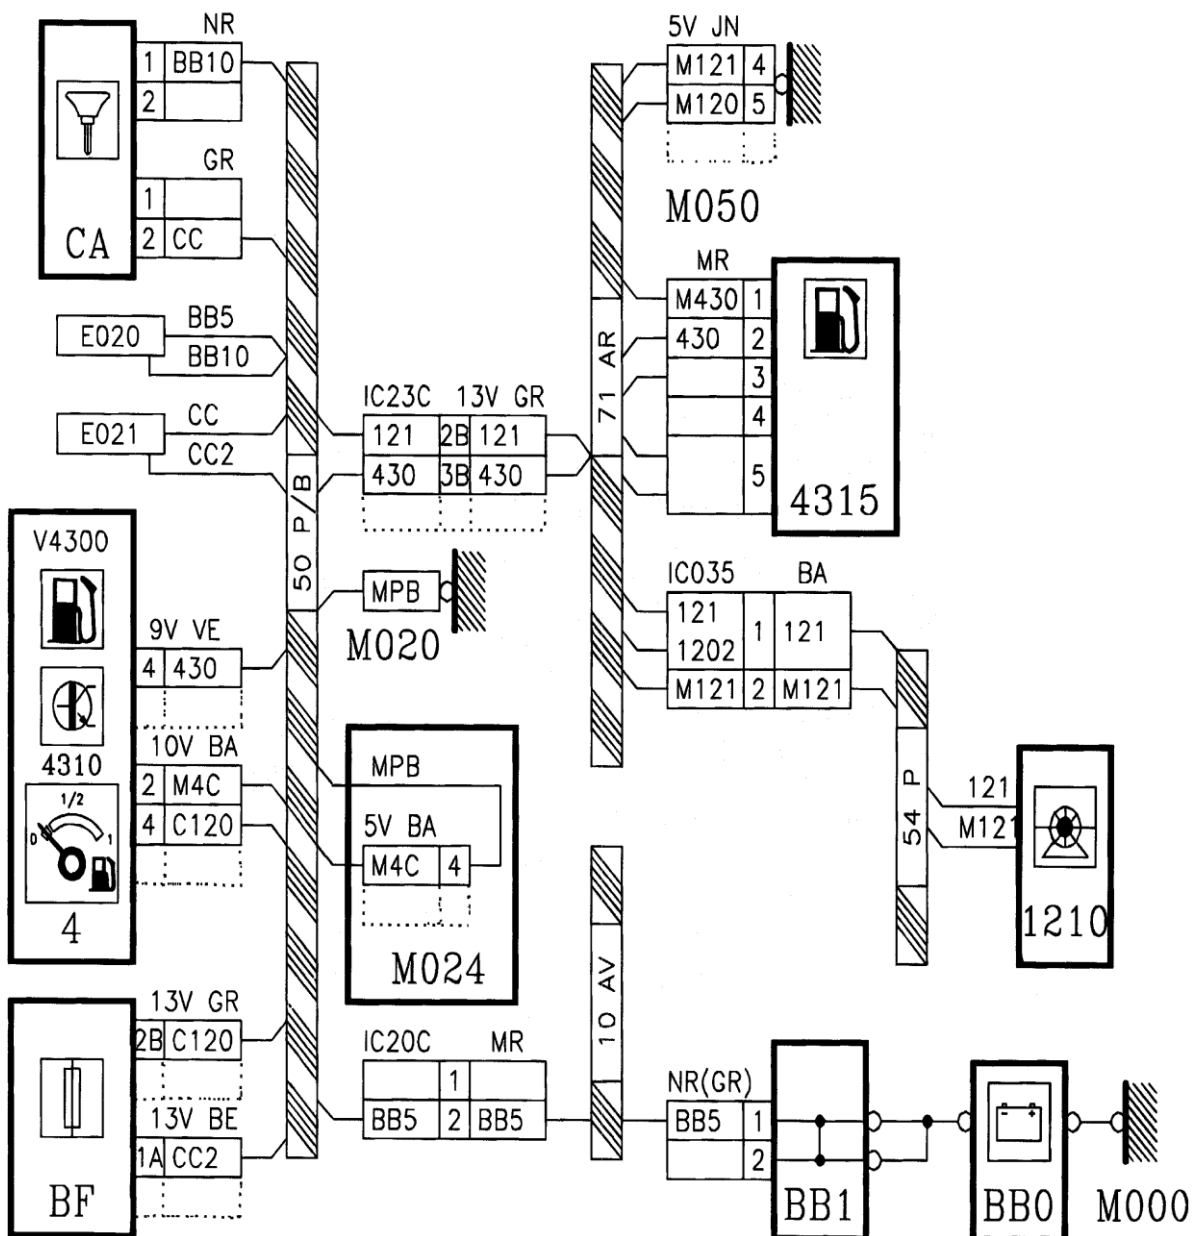 NR
1 BB10
2
GR
1
2 CC
CA
E020
BB5
BB10
E021
CC
CC2
V4300
9V VE
4 430
4310
10V BA
2 M4C
4 C120
0 1/2 1
4
13V GR
2B C120
13V BE
1A CC2
BF
50 P/B
IC23C 13V GR
121 2B 121
430 3B 430
MPB
M020
MPB
5V BA
M4C 4
M024
IC20C MR
1
BB5 2 BB5
71 AR
10 AV
5V JN
M121 4
M120 5
M050
MR
M430 1
430 2
3
4
5
4315
IC035 BA
121
1202
1 121
M121 2 M121
54 P
121
M121
1210
NR(GR)
BB5 1
2
BB1
- +
BB0
M000